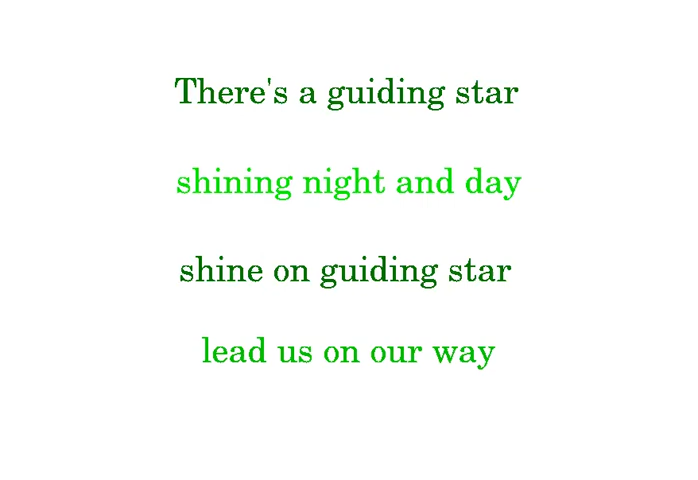 There's a guiding star
shining night and day
shine on guiding star
lead us on our way